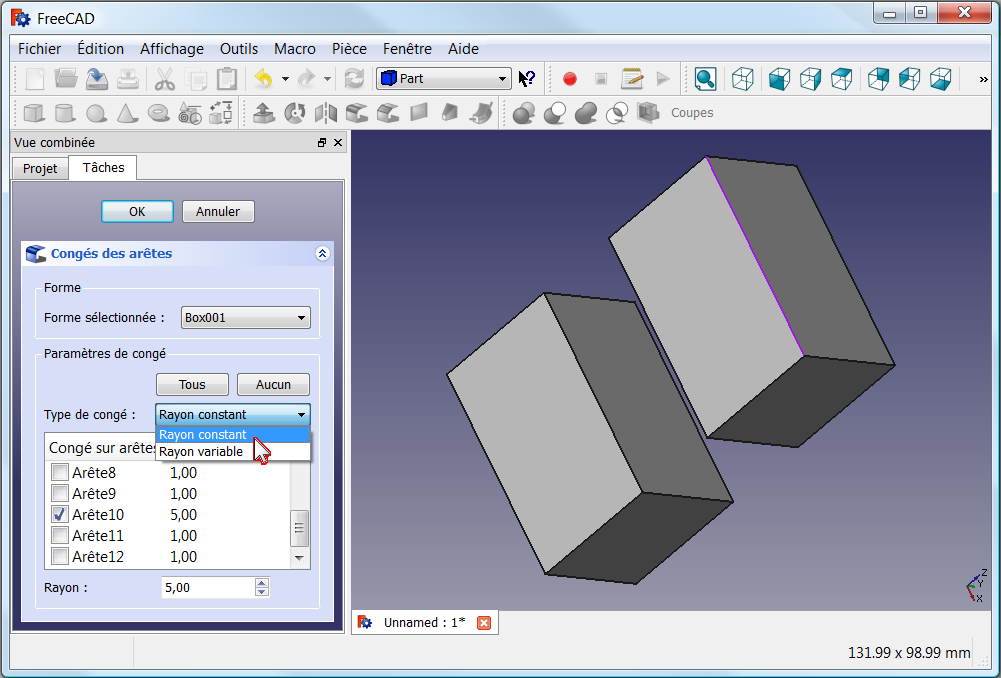 FreeCAD
Fichier Édition Affichage Outils Macro Pièce Fenêtre Aide
Part
»
Coupes
Vue combinée
Projet Tâches
OK Annuler
Congés des arêtes
Forme
Forme sélectionnée : Box001
Paramètres de congé
Tous Aucun
Type de congé : Rayon constant
Rayon constant
Congé sur arêtes
Rayon variable
Arête8 1,00
Arête9 1,00
Arête10 5,00
Arête11 1,00
Arête12 1,00
Rayon : 5,00
Z
Y
X
Unnamed : 1*
131.99 x 98.99 mm